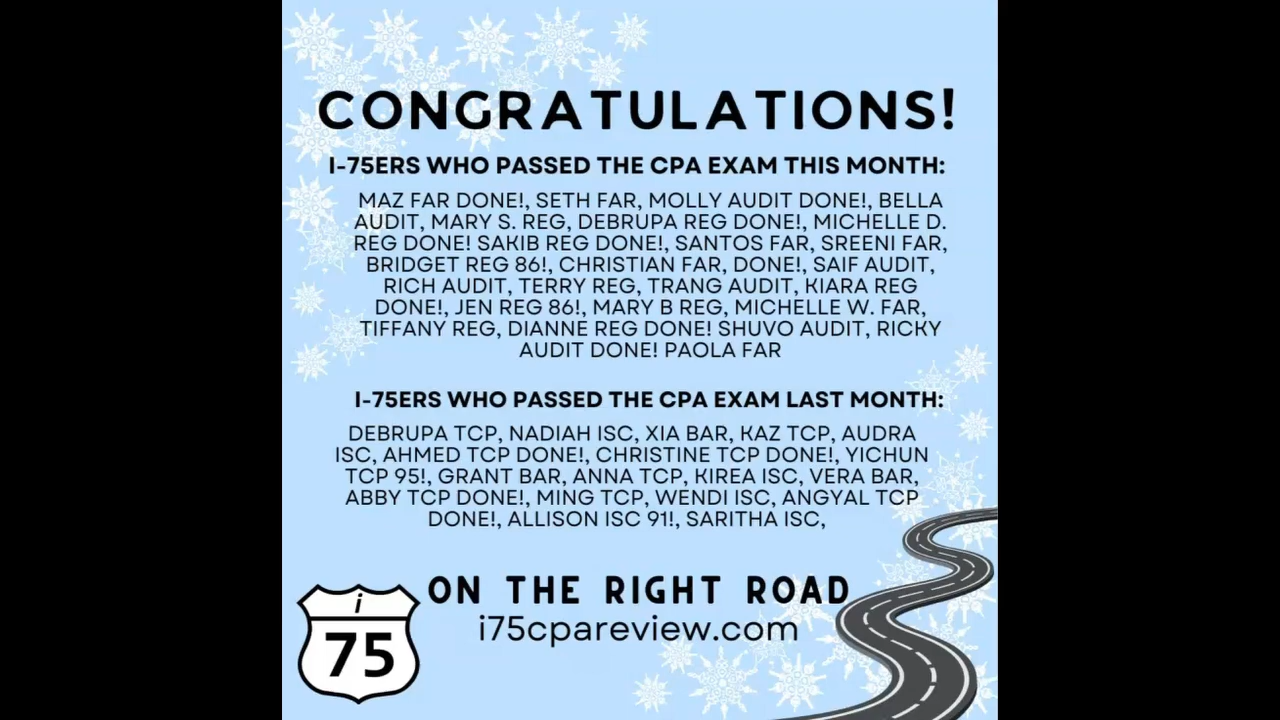 CONGRATULATIONS!
I-75ERS WHO PASSED THE CPA EXAM THIS MONTH:
MAZ FAR DONE!, SETH FAR, MOLLY AUDIT DONE!, BELLA
AUDIT, MARY S. REG, DEBRUPA REG DONE!, MICHELLE D.
REG DONE! SAKIB REG DONE!, SANTOS FAR, SREENI FAR,
BRIDGET REG 86!, CHRISTIAN FAR, DONE!, SAIF AUDIT,
RICH AUDIT, TERRY REG, TRANG AUDIT, KIARA REG
DONE!, JEN REG 86!, MARY B REG, MICHELLE W. FAR,
TIFFANY REG, DIANNE REG DONE! SHUVO AUDIT, RICKY
AUDIT DONE! PAOLA FAR
I-75ERS WHO PASSED THE CPA EXAM LAST MONTH:
DEBRUPA TCP, NADIAH ISC, XIA BAR, KAZ TCP, AUDRA
ISC, AHMED TCP DONE!, CHRISTINE TCP DONE!, YICHUN
TCP 95!, GRANT BAR, ANNA TCP, KIREA ISC, VERA BAR,
ABBY TCP DONE!, MING TCP, WENDI ISC, ANGYAL TCP
DONE!, ALLISON ISC 91!, SARITHA ISC,
ON THE RIGHT ROAD
i75cpareview.com
i
75